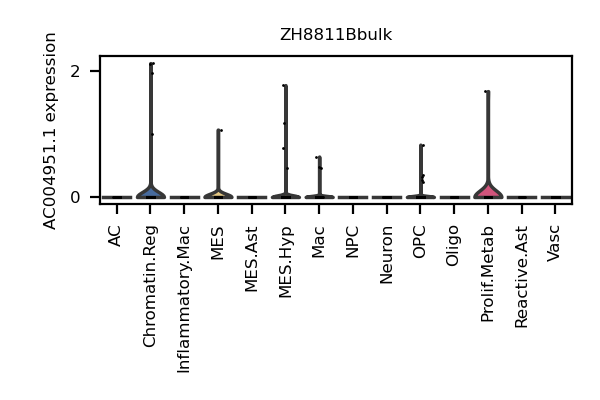 ZH8811Bbulk
AC004951.1 expression
2
0
AC
Chromatin.Reg
Inflammatory.Mac
MES
MES.Ast
MES.Hyp
Mac
NPC
Neuron
OPC
Oligo
Prolif.Metab
Reactive.Ast
Vasc